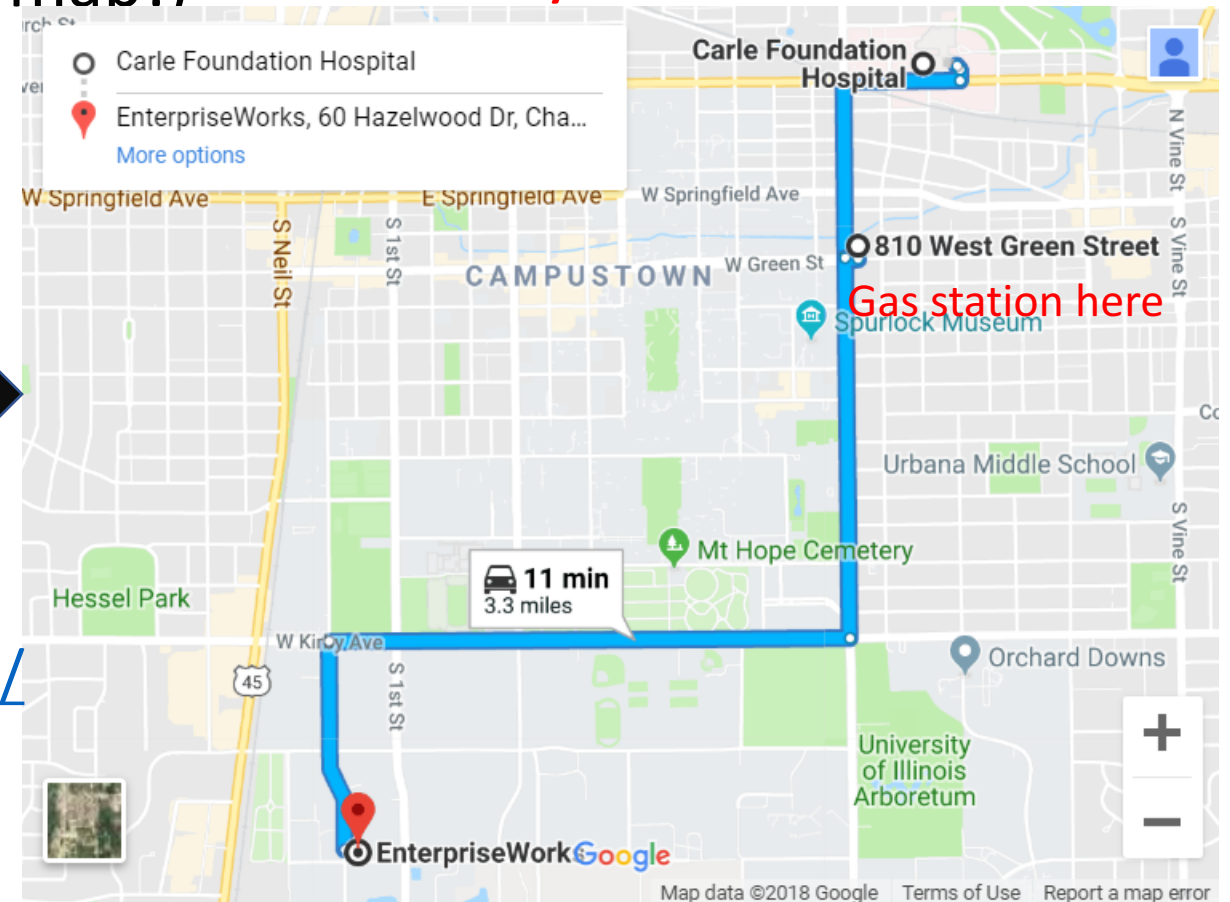 Carle Foundation Hospital
EnterpriseWorks, 60 Hazelwood Dr, Cha...
More options
Carle Foundation
Hospital
N Vine St
W Springfield Ave
E Springfield Ave
W Springfield Ave
S Neil St
S 1st St
CAMPUSTOWN
W Green St
810 West Green Street
S Vine St
Gas station here
Spurlock Museum
Urbana Middle School
S Vine St
Mt Hope Cemetery
11 min
3.3 miles
Hessel Park
W Kirby Ave
Orchard Downs
45
S 1st St
University
of Illinois
Arboretum
+
−
EnterpriseWork
Google
Map data ©2018 Google Terms of Use Report a map error